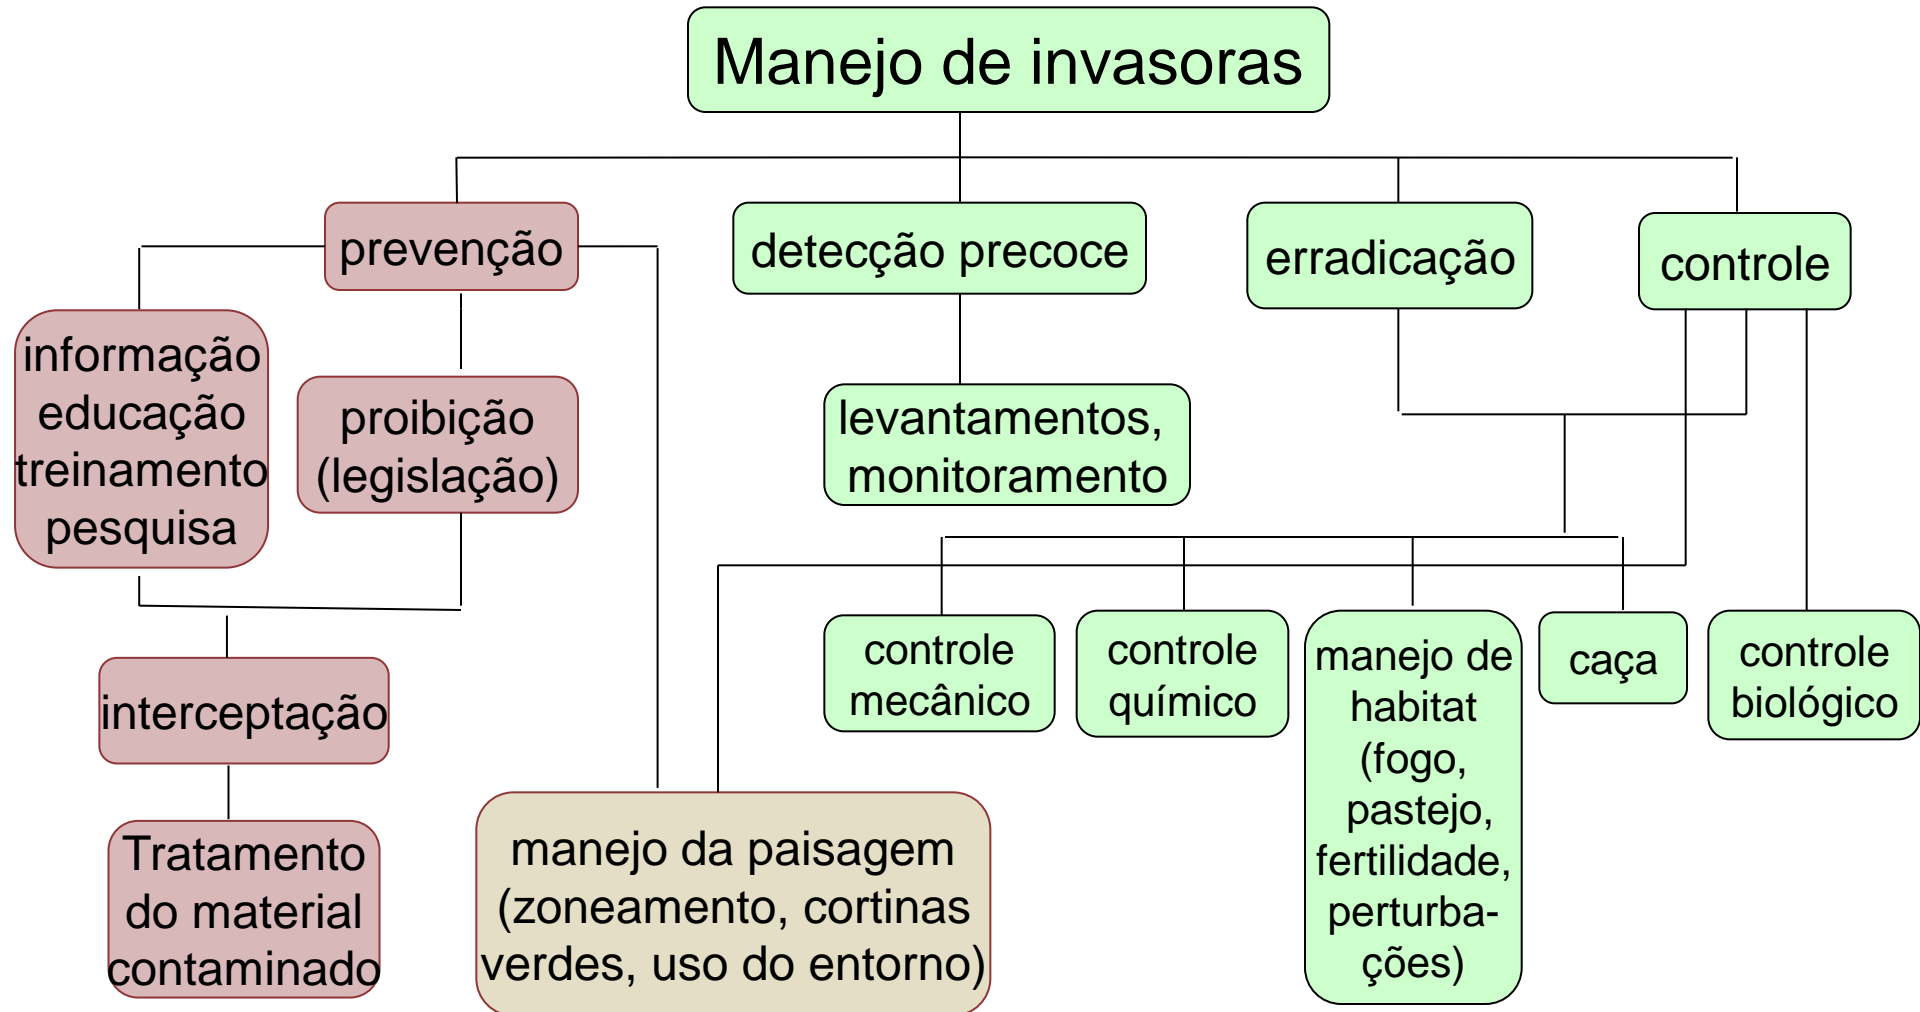 Manejo de invasoras
prevenção
detecção precoce
erradicação
controle
informação
educação
treinamento
pesquisa
proibição
(legislação)
levantamentos,
monitoramento
interceptação
controle
mecânico
controle
químico
manejo de
habitat
(fogo,
pastejo,
fertilidade,
perturba-
ções)
caça
controle
biológico
Tratamento
do material
contaminado
manejo da paisagem
(zoneamento, cortinas
verdes, uso do entorno)